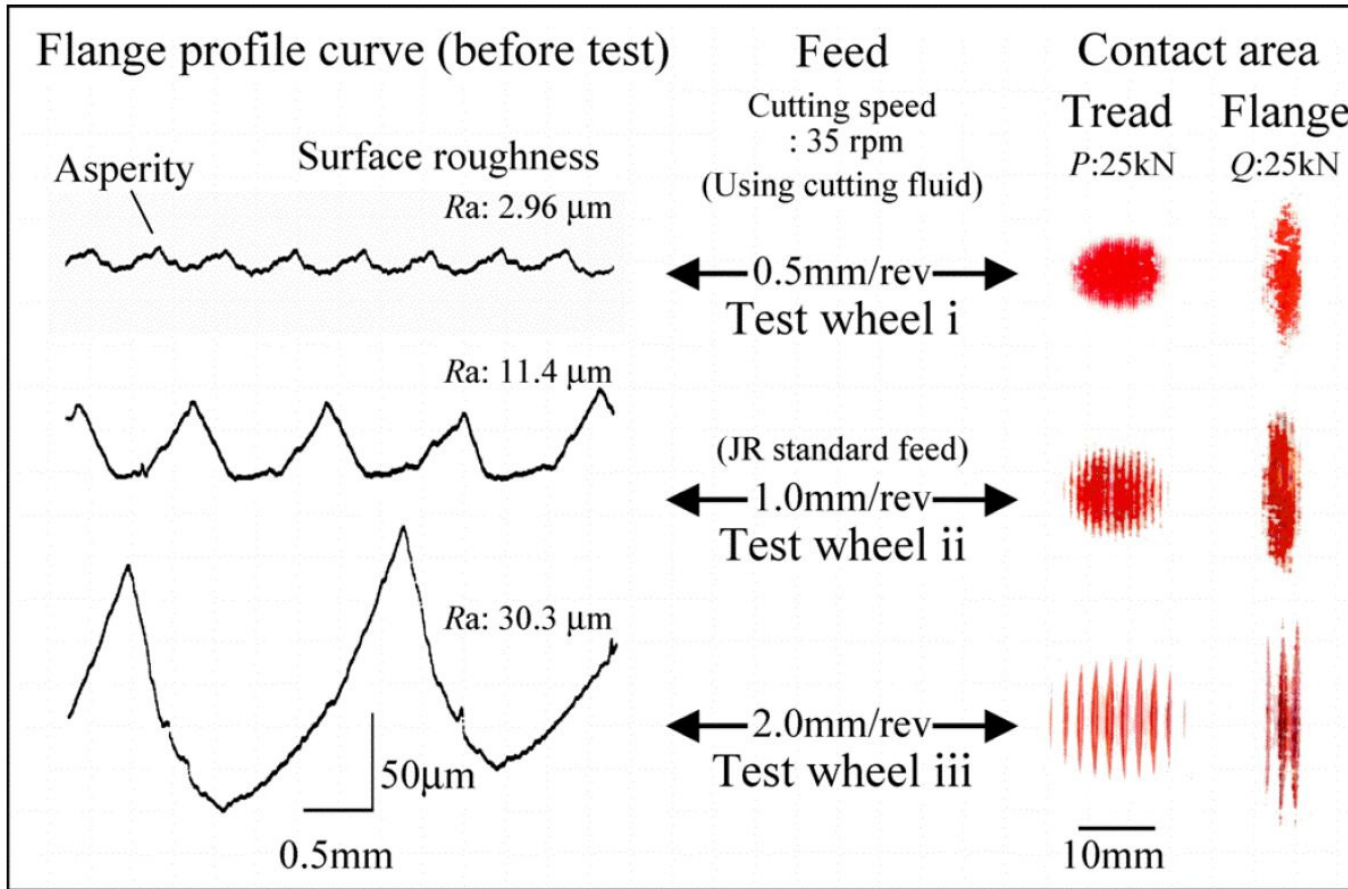 Flange profile curve (before test)
Feed
Contact area
Cutting speed
: 35 rpm
(Using cutting fluid)
Tread
Flange
P:25kN
Q:25kN
Asperity
Surface roughness
Ra: 2.96 μm
0.5mm/rev
Test wheel i
Ra: 11.4 μm
(JR standard feed)
1.0mm/rev
Test wheel ii
Ra: 30.3 μm
2.0mm/rev
Test wheel iii
50μm
0.5mm
10mm